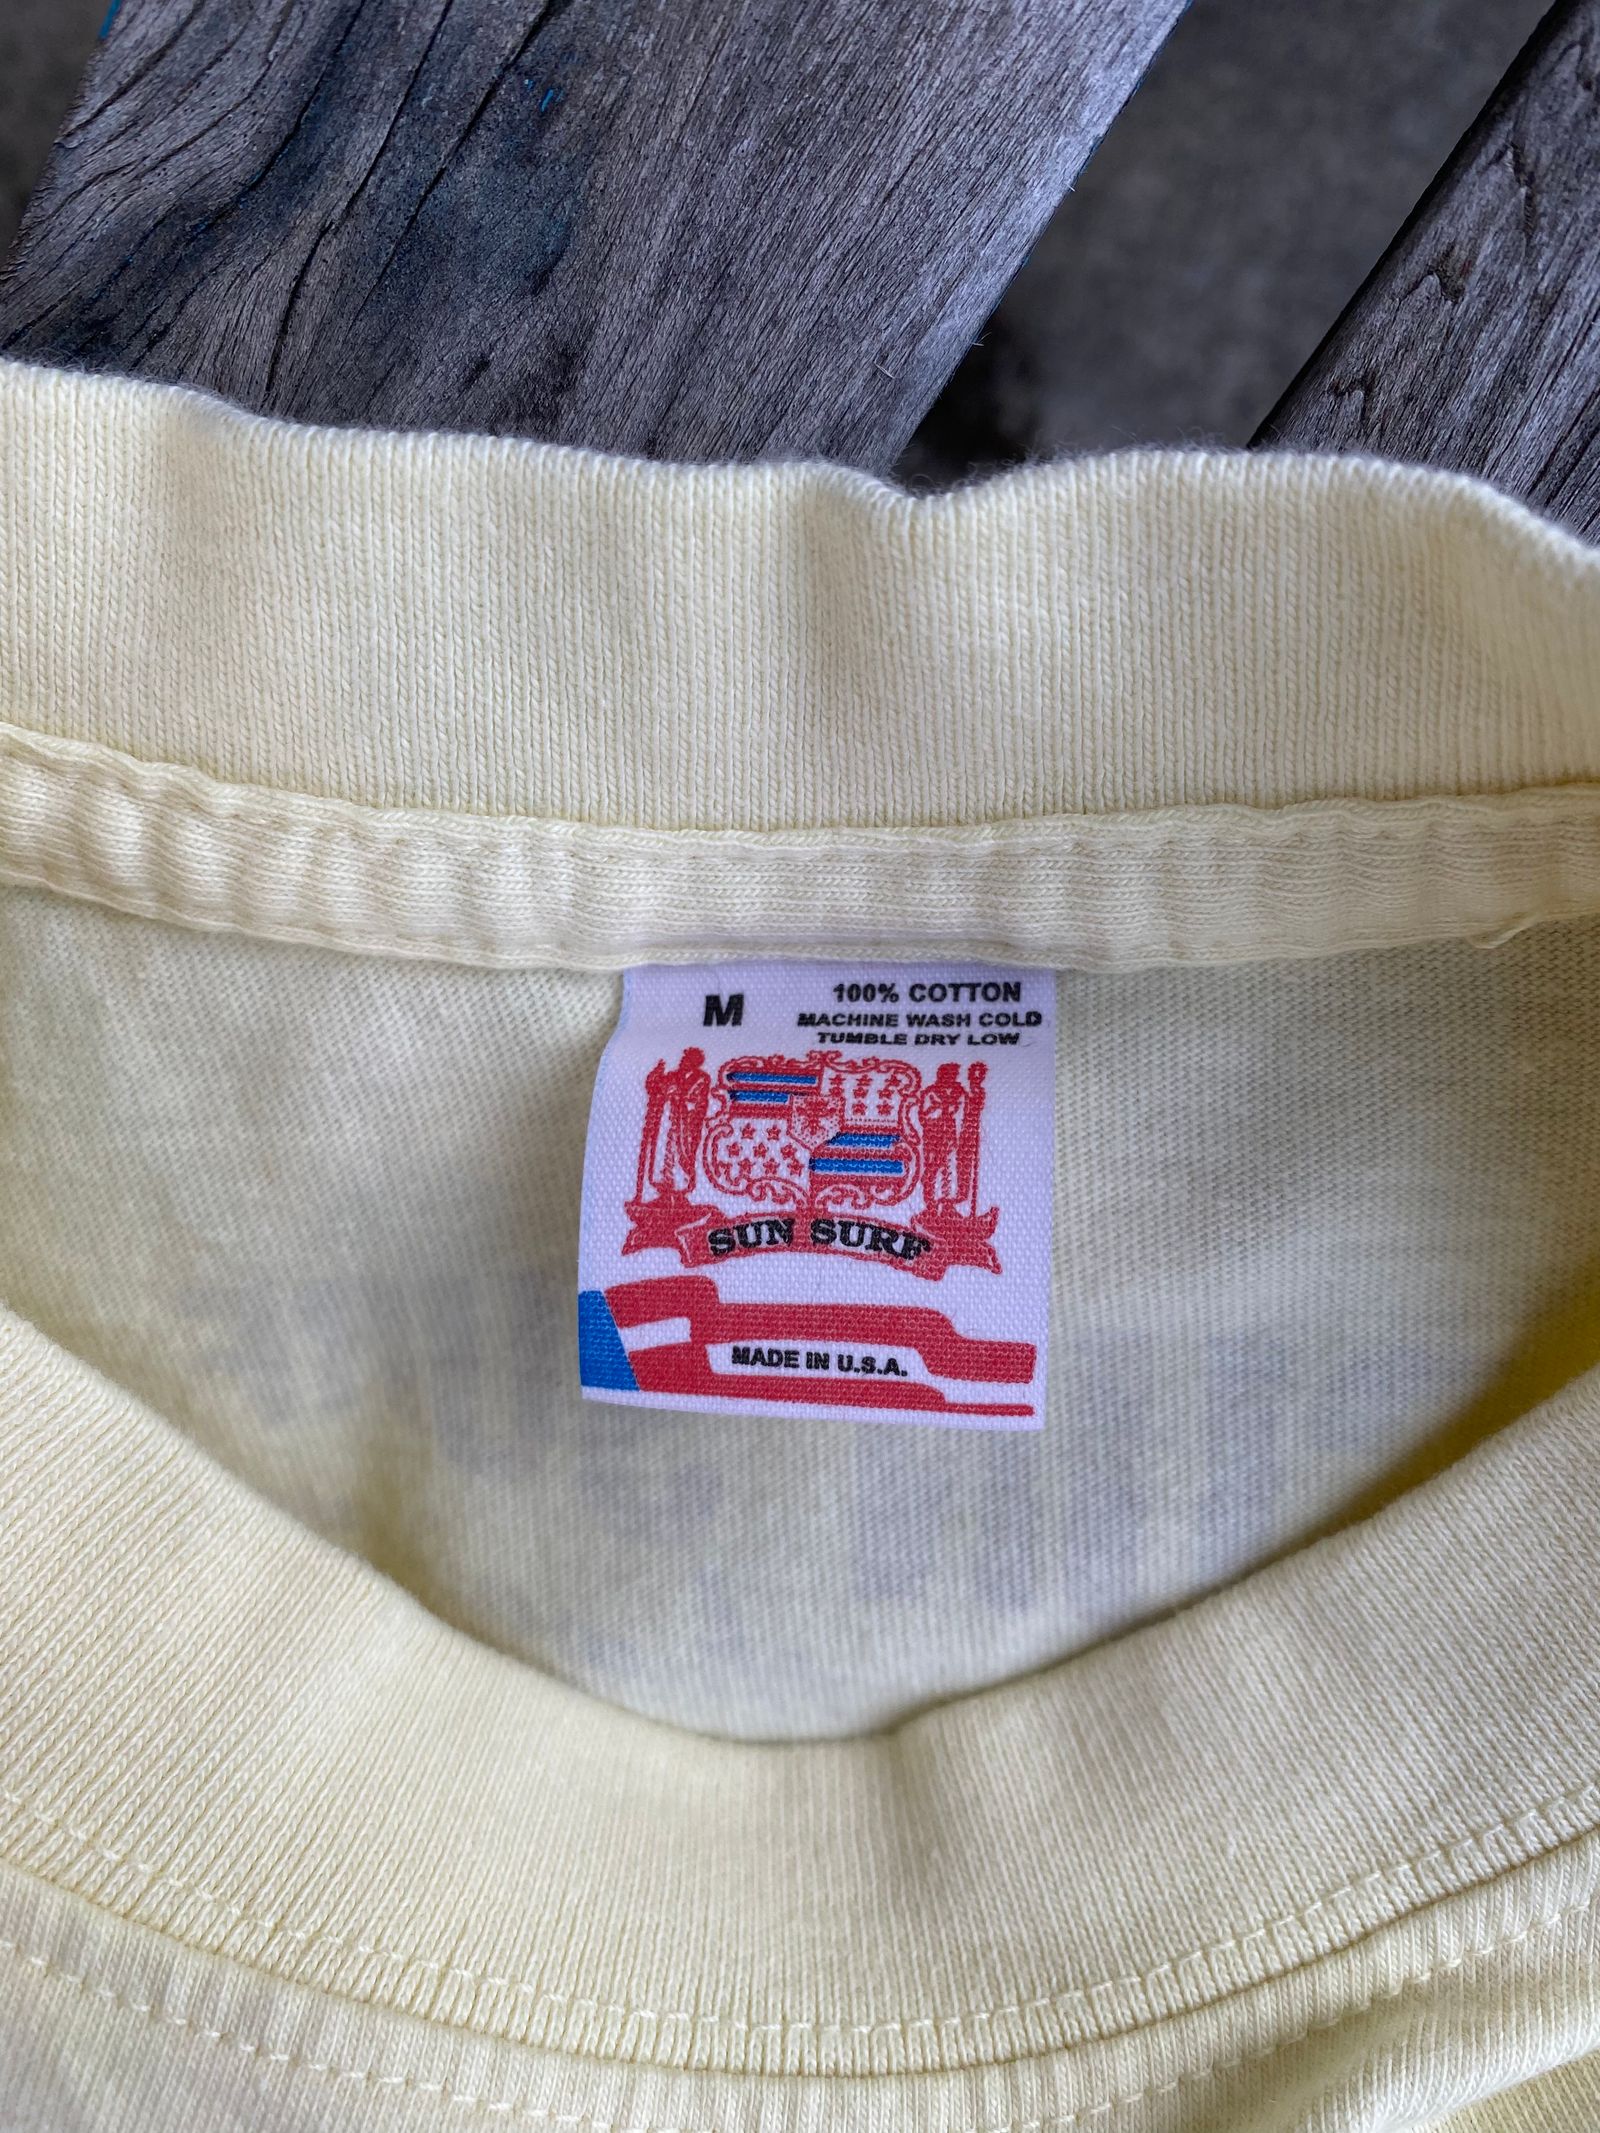 M
100% COTTON
MACHINE WASH COLD
TUMBLE DRY LOW
SUN SURF
MADE IN U.S.A.